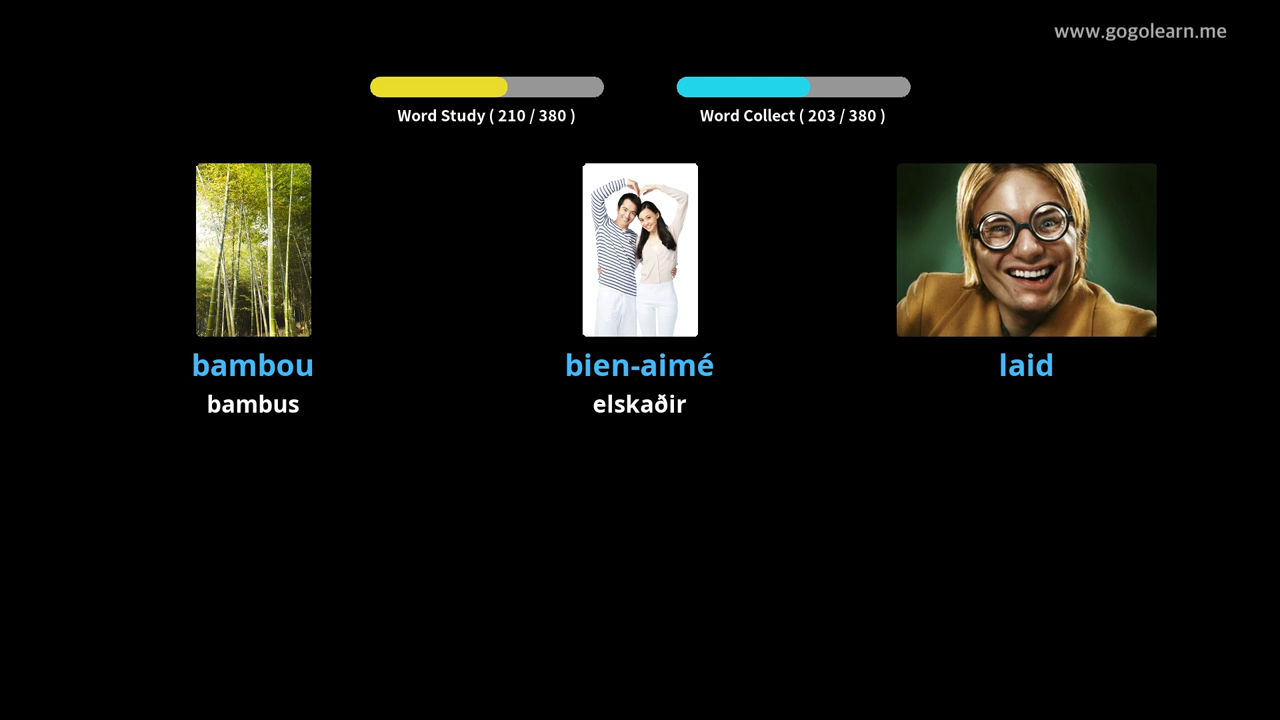 www.gogolearn.me
Word Study ( 210 / 380 )
Word Collect ( 203 / 380 )
bambou
bien-aimé
laid
bambus
elskaðir